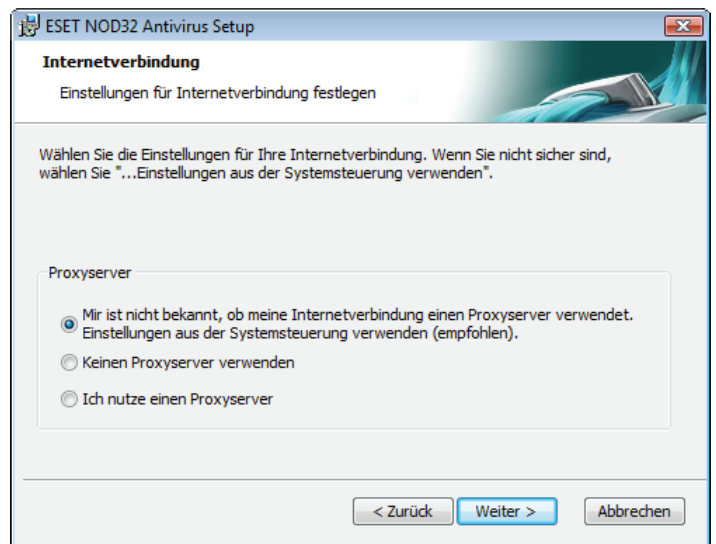 ESET NOD32 Antivirus Setup
Internetverbindung
Einstellungen für Internetverbindung festlegen
Wählen Sie die Einstellungen für Ihre Internetverbindung. Wenn Sie nicht sicher sind,
wählen Sie "...Einstellungen aus der Systemsteuerung verwenden".
Proxyserver
Mir ist nicht bekannt, ob meine Internetverbindung einen Proxyserver verwendet.
Einstellungen aus der Systemsteuerung verwenden (empfohlen).
Keinen Proxyserver verwenden
Ich nutze einen Proxyserver
< Zurück Weiter > Abbrechen